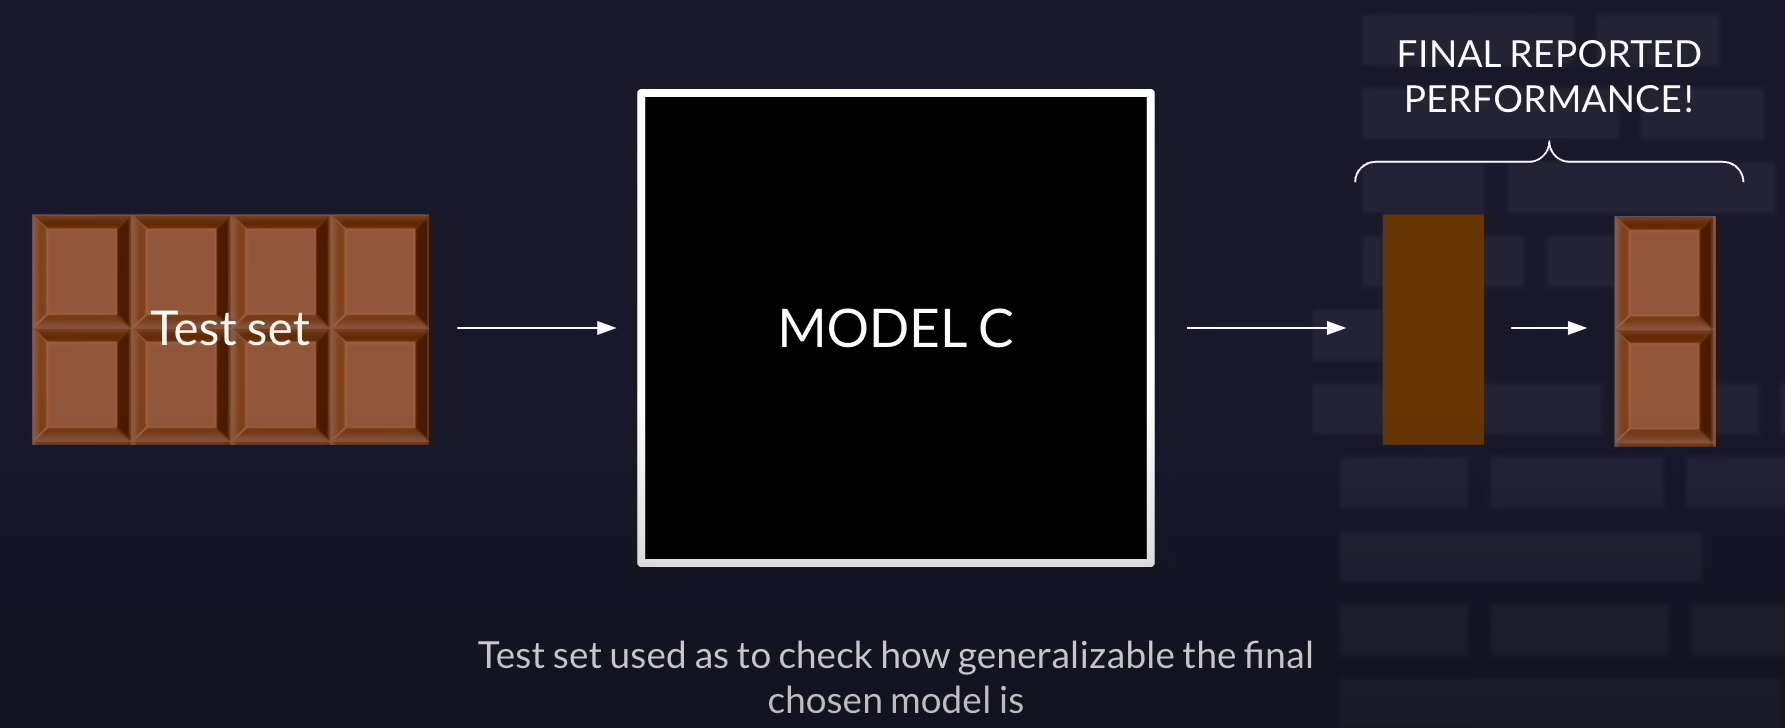 FINAL REPORTED
PERFORMANCE!
Test set
MODEL C
Test set used as to check how generalizable the final
chosen model is